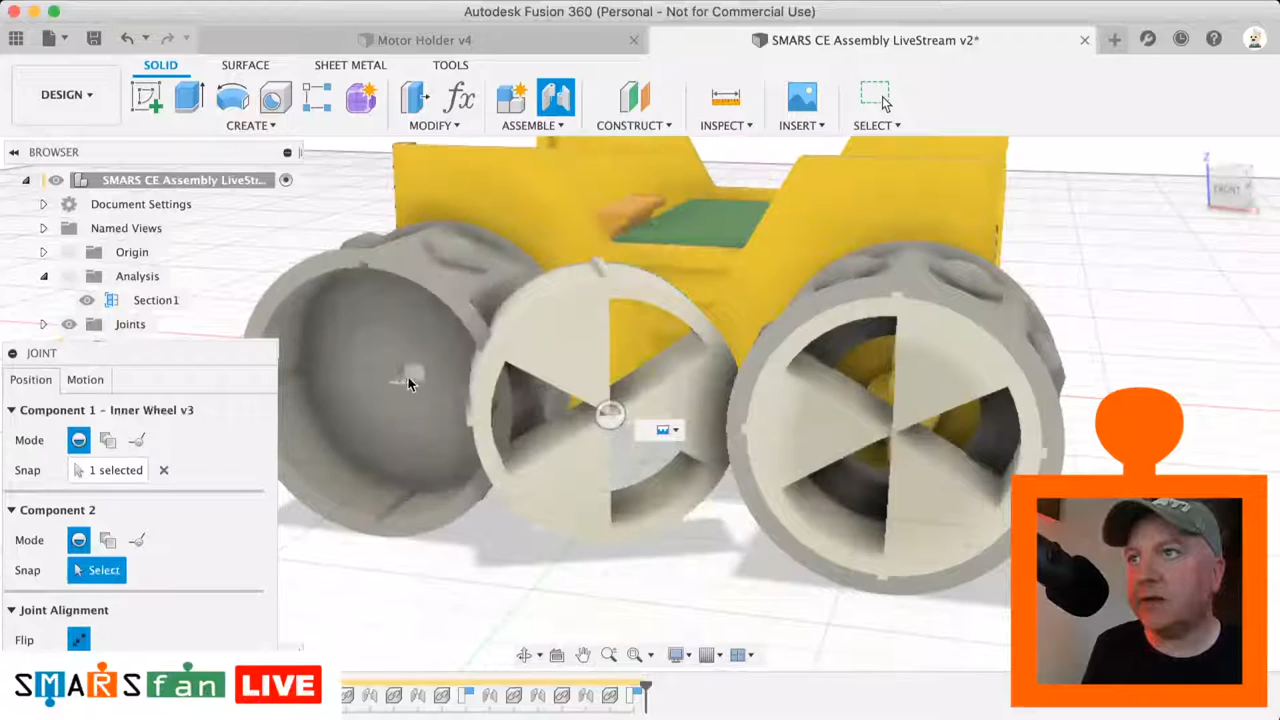 Autodesk Fusion 360 (Personal - Not for Commercial Use)
Motor Holder v4
SMARS CE Assembly LiveStream v2*
DESIGN
SOLID
SURFACE
SHEET METAL
TOOLS
CREATE
MODIFY
ASSEMBLE
CONSTRUCT
INSPECT
INSERT
SELECT
BROWSER
SMARS CE Assembly LiveStr...
Document Settings
Named Views
Origin
Analysis
Section1
Joints
JOINT
Position
Motion
Component 1 - Inner Wheel v3
Mode
Snap
1 selected
Component 2
Mode
Snap
Select
Joint Alignment
Flip
Z
FRONT
SMARS fan LIVE